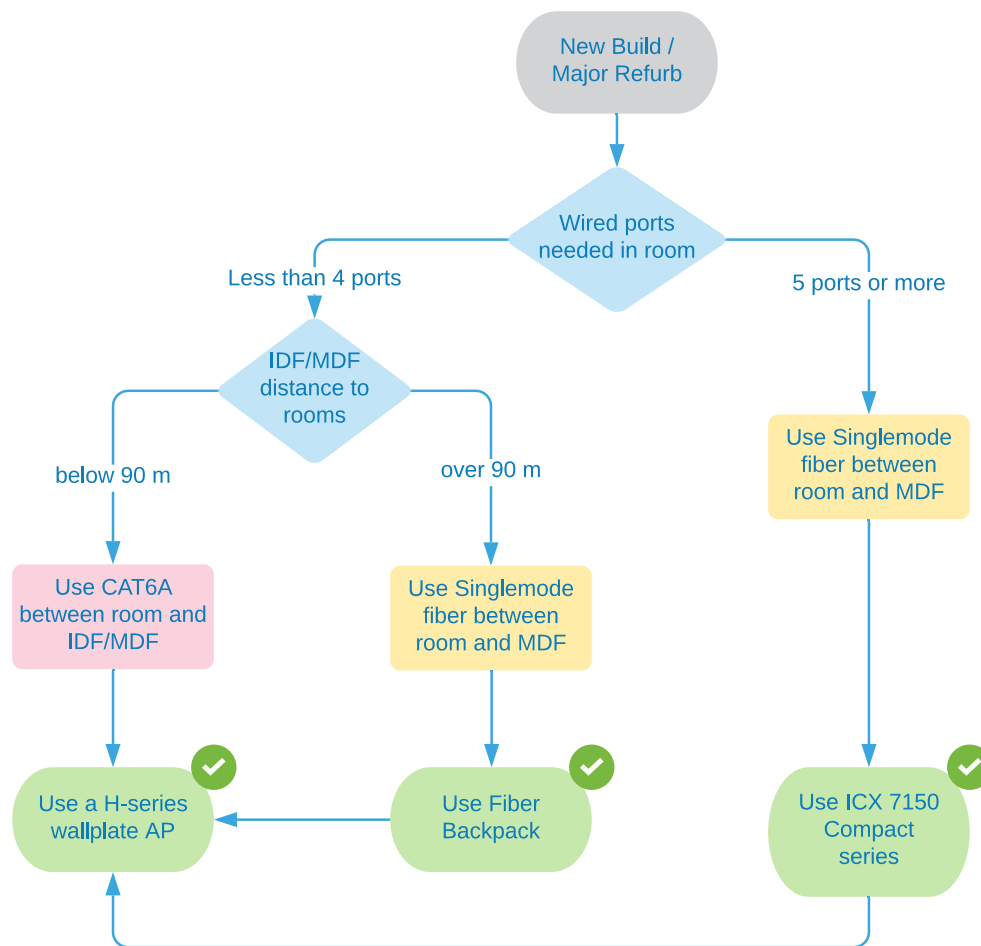 New Build /
Major Refurb
Wired ports
needed in room
Less than 4 ports
5 ports or more
IDF/MDF
distance to
rooms
below 90 m
over 90 m
Use Singlemode
fiber between
room and MDF
Use CAT6A
between room and
IDF/MDF
Use Singlemode
fiber between
room and MDF
Use a H-series
wallplate AP
Use Fiber
Backpack
Use ICX 7150
Compact
series